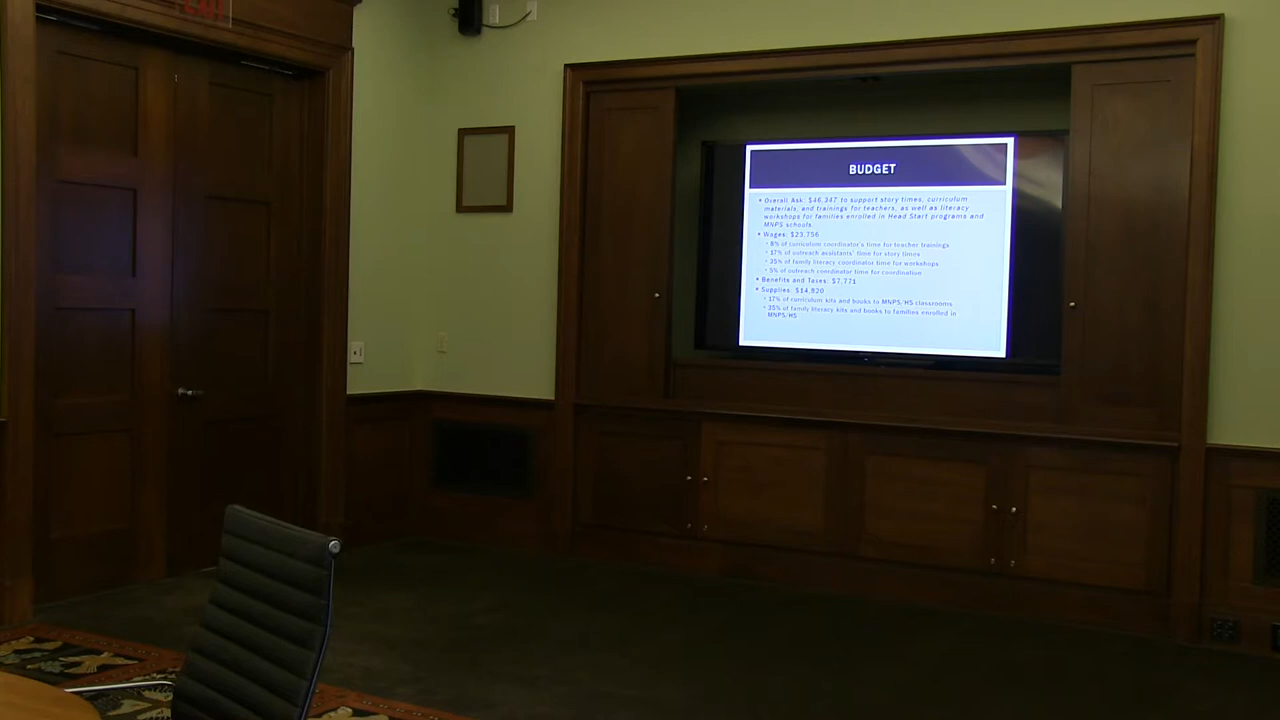 EXIT
BUDGET
• Overall Ask: $46,347 to support story times, curriculum
materials, and trainings for teachers, as well as literacy
workshops for families enrolled in Head Start programs and
MNPS schools.
• Wages: $23,756
• 8% of curriculum coordinator's time for teacher trainings
• 17% of outreach assistants' time for story times
• 35% of family literacy coordinator time for workshops
• 5% of outreach coordinator time for coordination
• Benefits and Taxes: $7,771
• Supplies: $14,820
• 17% of curriculum kits and books to MNPS/HS classrooms
• 35% of family literacy kits and books to families enrolled in
MNPS/HS